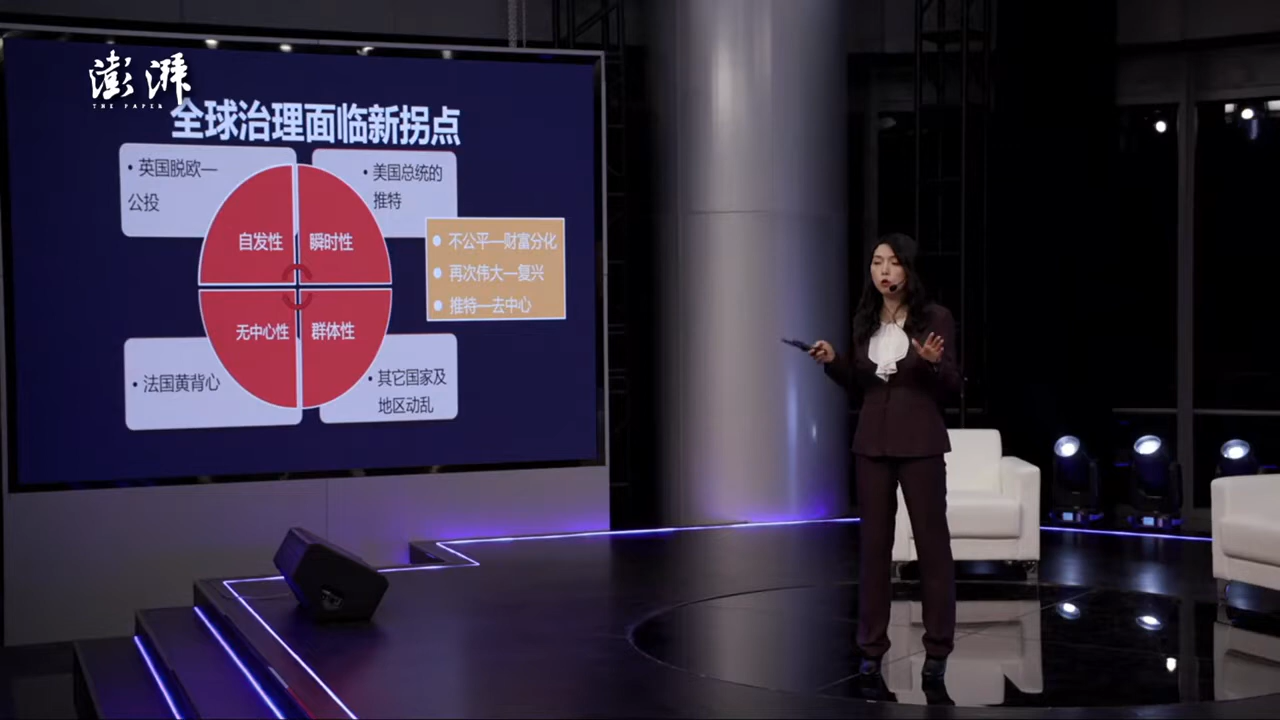 澎湃
THE PAPER
全球治理面临新拐点
• 英国脱欧—
公投
• 美国总统的
推特
自发性
瞬时性
• 不公平—财富分化
• 再次伟大—复兴
• 推特—去中心
无中心性
群体性
• 法国黄背心
• 其它国家及
地区动乱